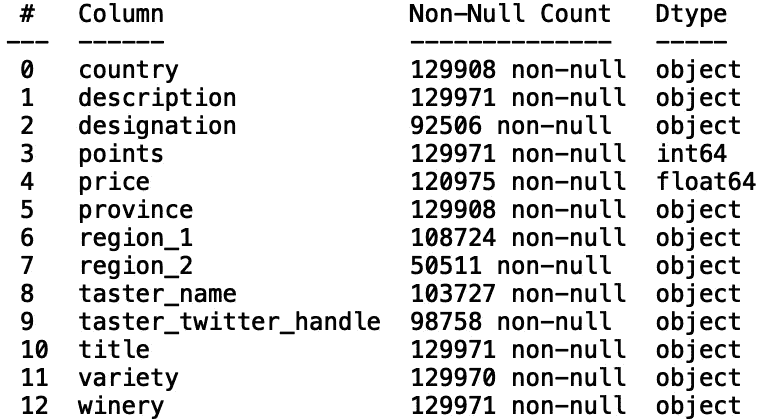 #   Column                 Non-Null Count   Dtype
---  ------                 --------------   -----
 0   country                129908 non-null  object
 1   description            129971 non-null  object
 2   designation            92506 non-null   object
 3   points                 129971 non-null  int64
 4   price                  120975 non-null  float64
 5   province               129908 non-null  object
 6   region_1               108724 non-null  object
 7   region_2               50511 non-null   object
 8   taster_name            103727 non-null  object
 9   taster_twitter_handle  98758 non-null   object
 10  title                  129971 non-null  object
 11  variety                129970 non-null  object
 12  winery                 129971 non-null  object